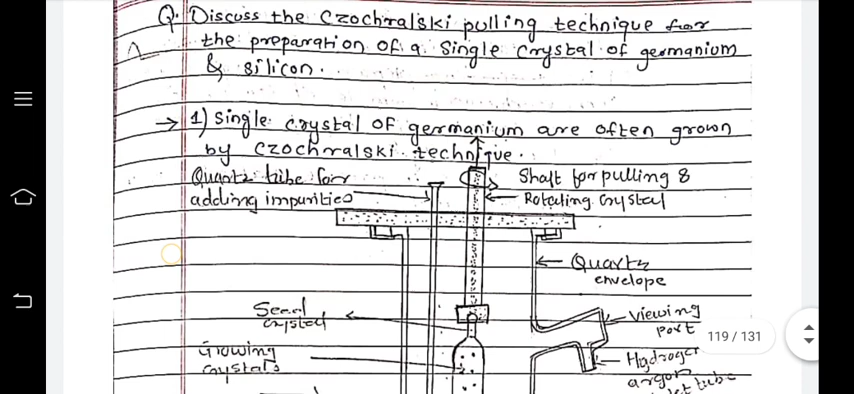 Q. Discuss the Czochralski pulling technique for
the preparation of a single crystal of germanium
& silicon.
→ 1) Single crystal of germanium are often grown
by Czochralski technique.
Quartz tube for
adding impurities
Shaft for pulling &
Rotating crystal
Quartz
envelope
Seed
crystal
viewing
port
119 / 131
Growing
crystals
Hydrogen
argon
tube